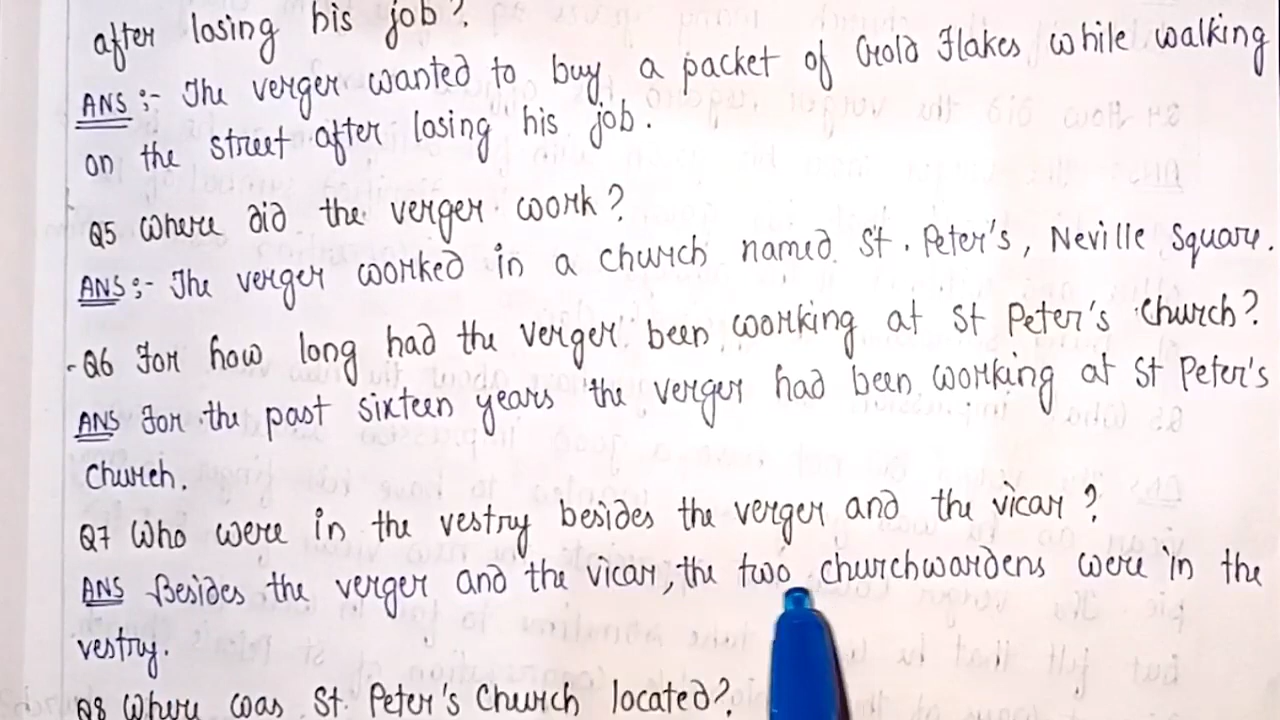 after losing his job?
ANS :- The verger wanted to buy a packet of Gold Flakes while walking
on the street after losing his job.
Q5 Where did the verger work?
ANS :- The verger worked in a church named St. Peter's, Neville Square.
Q6 For how long had the verger been working at St Peter's Church?
ANS For the past sixteen years the verger had been working at St Peter's
Church.
Q7 Who were in the vestry besides the verger and the vicar?
ANS Besides the verger and the vicar, the two churchwardens were in the
vestry.
Q8 Where was St. Peter's Church located?